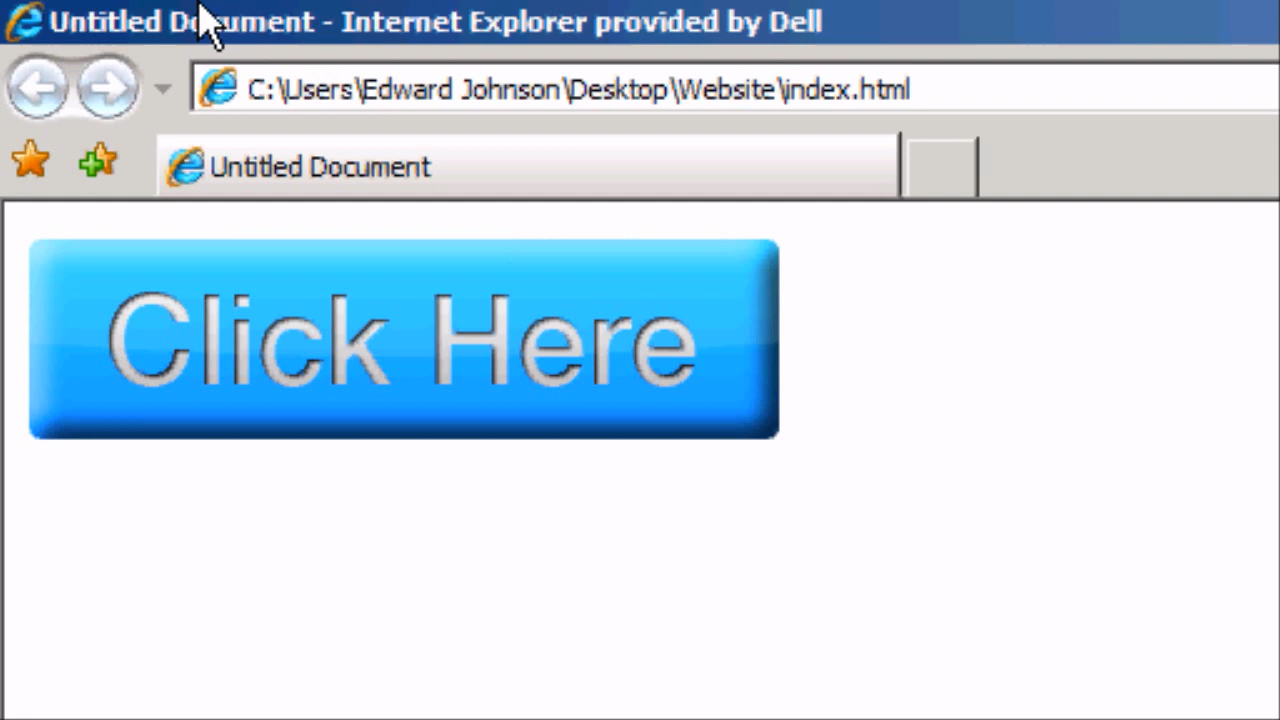 Untitled Document - Internet Explorer provided by Dell
C:\Users\Edward Johnson\Desktop\Website\index.html
Untitled Document
Click Here